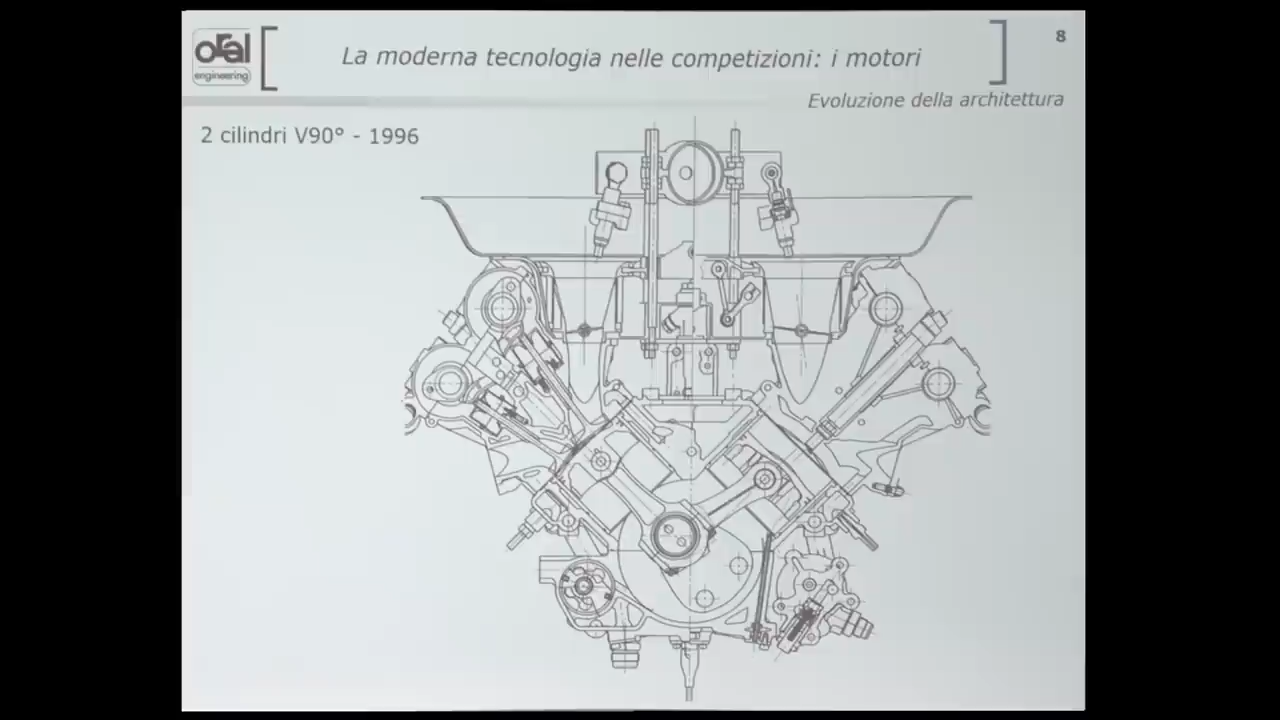 oral
engineering
La moderna tecnologia nelle competizioni: i motori
8
Evoluzione della architettura
2 cilindri V90° - 1996